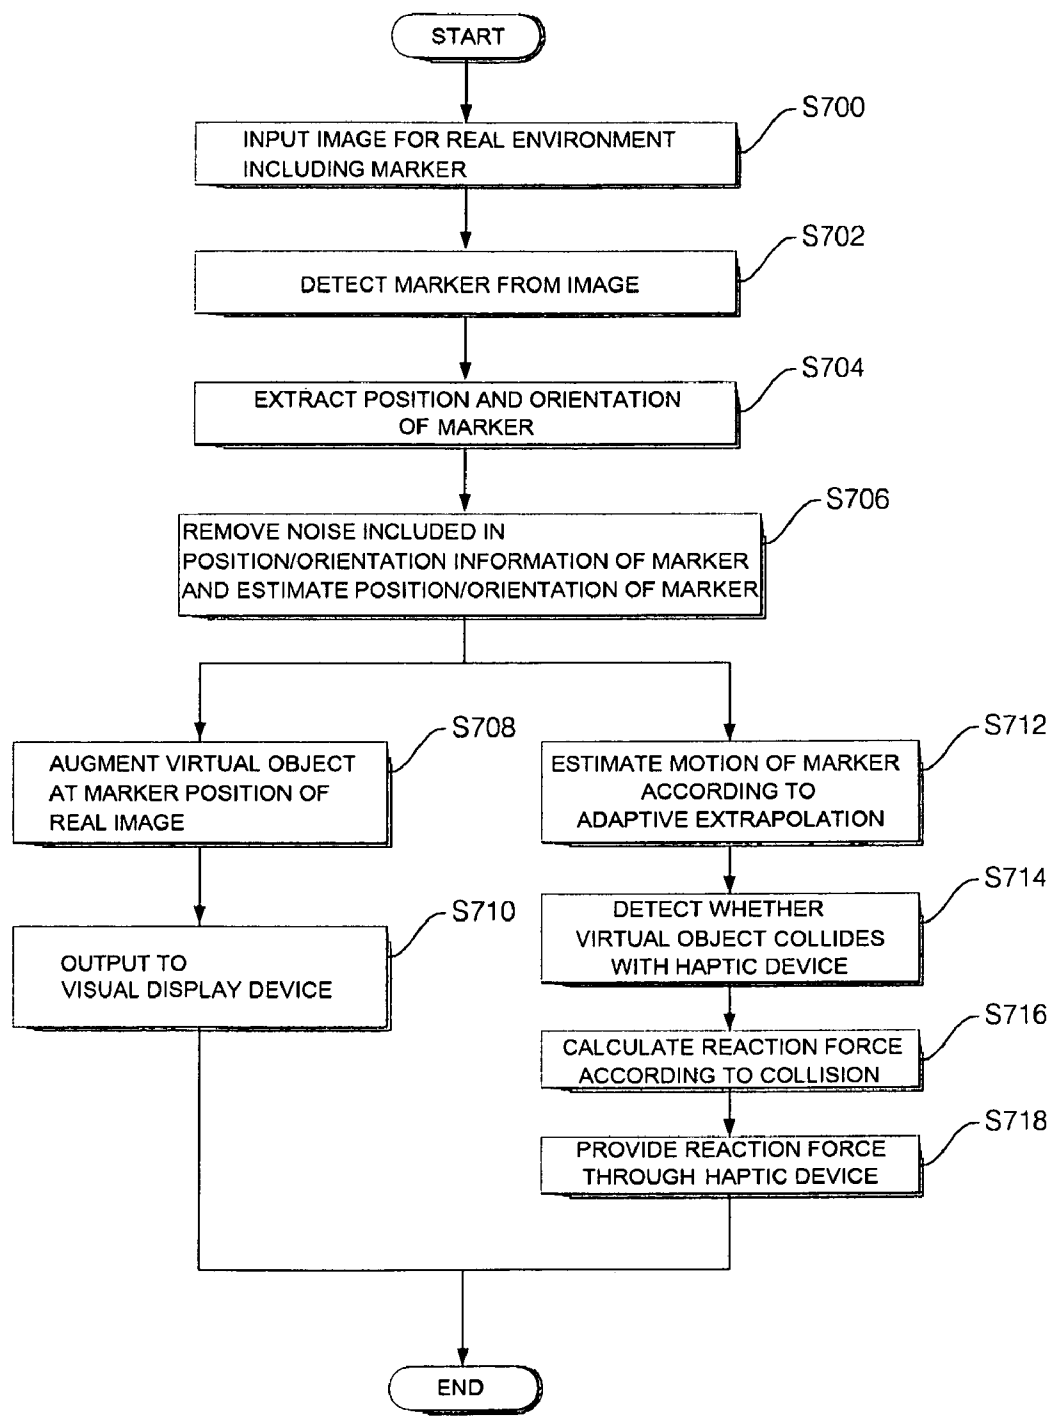 START
S700
INPUT IMAGE FOR REAL ENVIRONMENT
INCLUDING MARKER
S702
DETECT MARKER FROM IMAGE
S704
EXTRACT POSITION AND ORIENTATION
OF MARKER
S706
REMOVE NOISE INCLUDED IN
POSITION/ORIENTATION INFORMATION OF MARKER
AND ESTIMATE POSITION/ORIENTATION OF MARKER
S708
AUGMENT VIRTUAL OBJECT
AT MARKER POSITION OF
REAL IMAGE
S710
OUTPUT TO
VISUAL DISPLAY DEVICE
S712
ESTIMATE MOTION OF MARKER
ACCORDING TO
ADAPTIVE EXTRAPOLATION
S714
DETECT WHETHER
VIRTUAL OBJECT COLLIDES
WITH HAPTIC DEVICE
S716
CALCULATE REACTION FORCE
ACCORDING TO COLLISION
S718
PROVIDE REACTION FORCE
THROUGH HAPTIC DEVICE
END